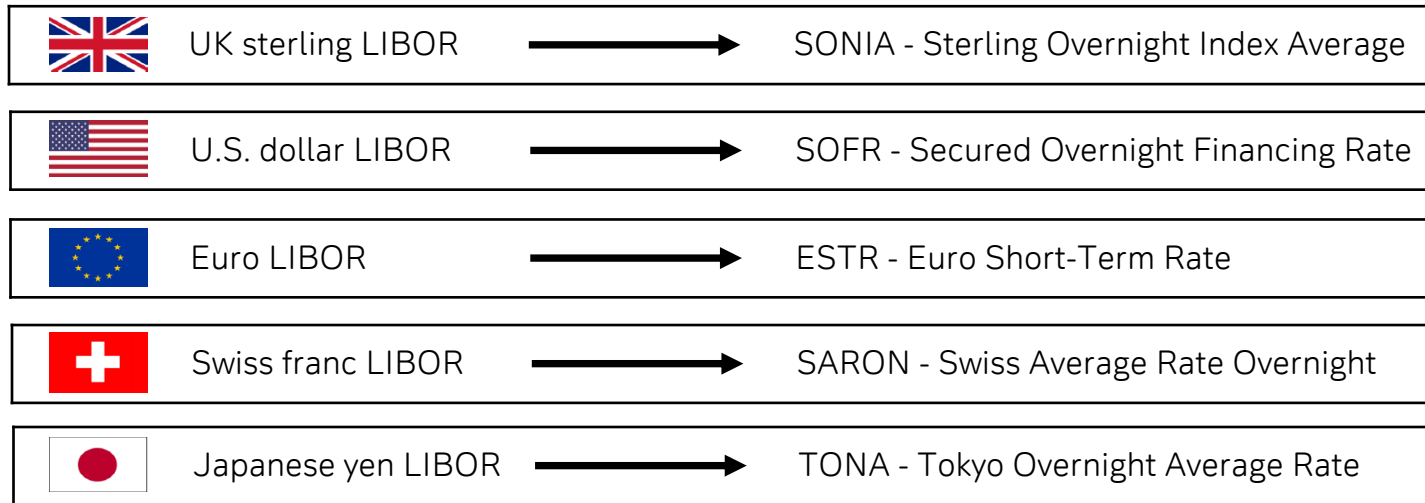 UK sterling LIBOR SONIA - Sterling Overnight Index Average
U.S. dollar LIBOR SOFR - Secured Overnight Financing Rate
Euro LIBOR ESTR - Euro Short-Term Rate
Swiss franc LIBOR SARON - Swiss Average Rate Overnight
Japanese yen LIBOR TONA - Tokyo Overnight Average Rate